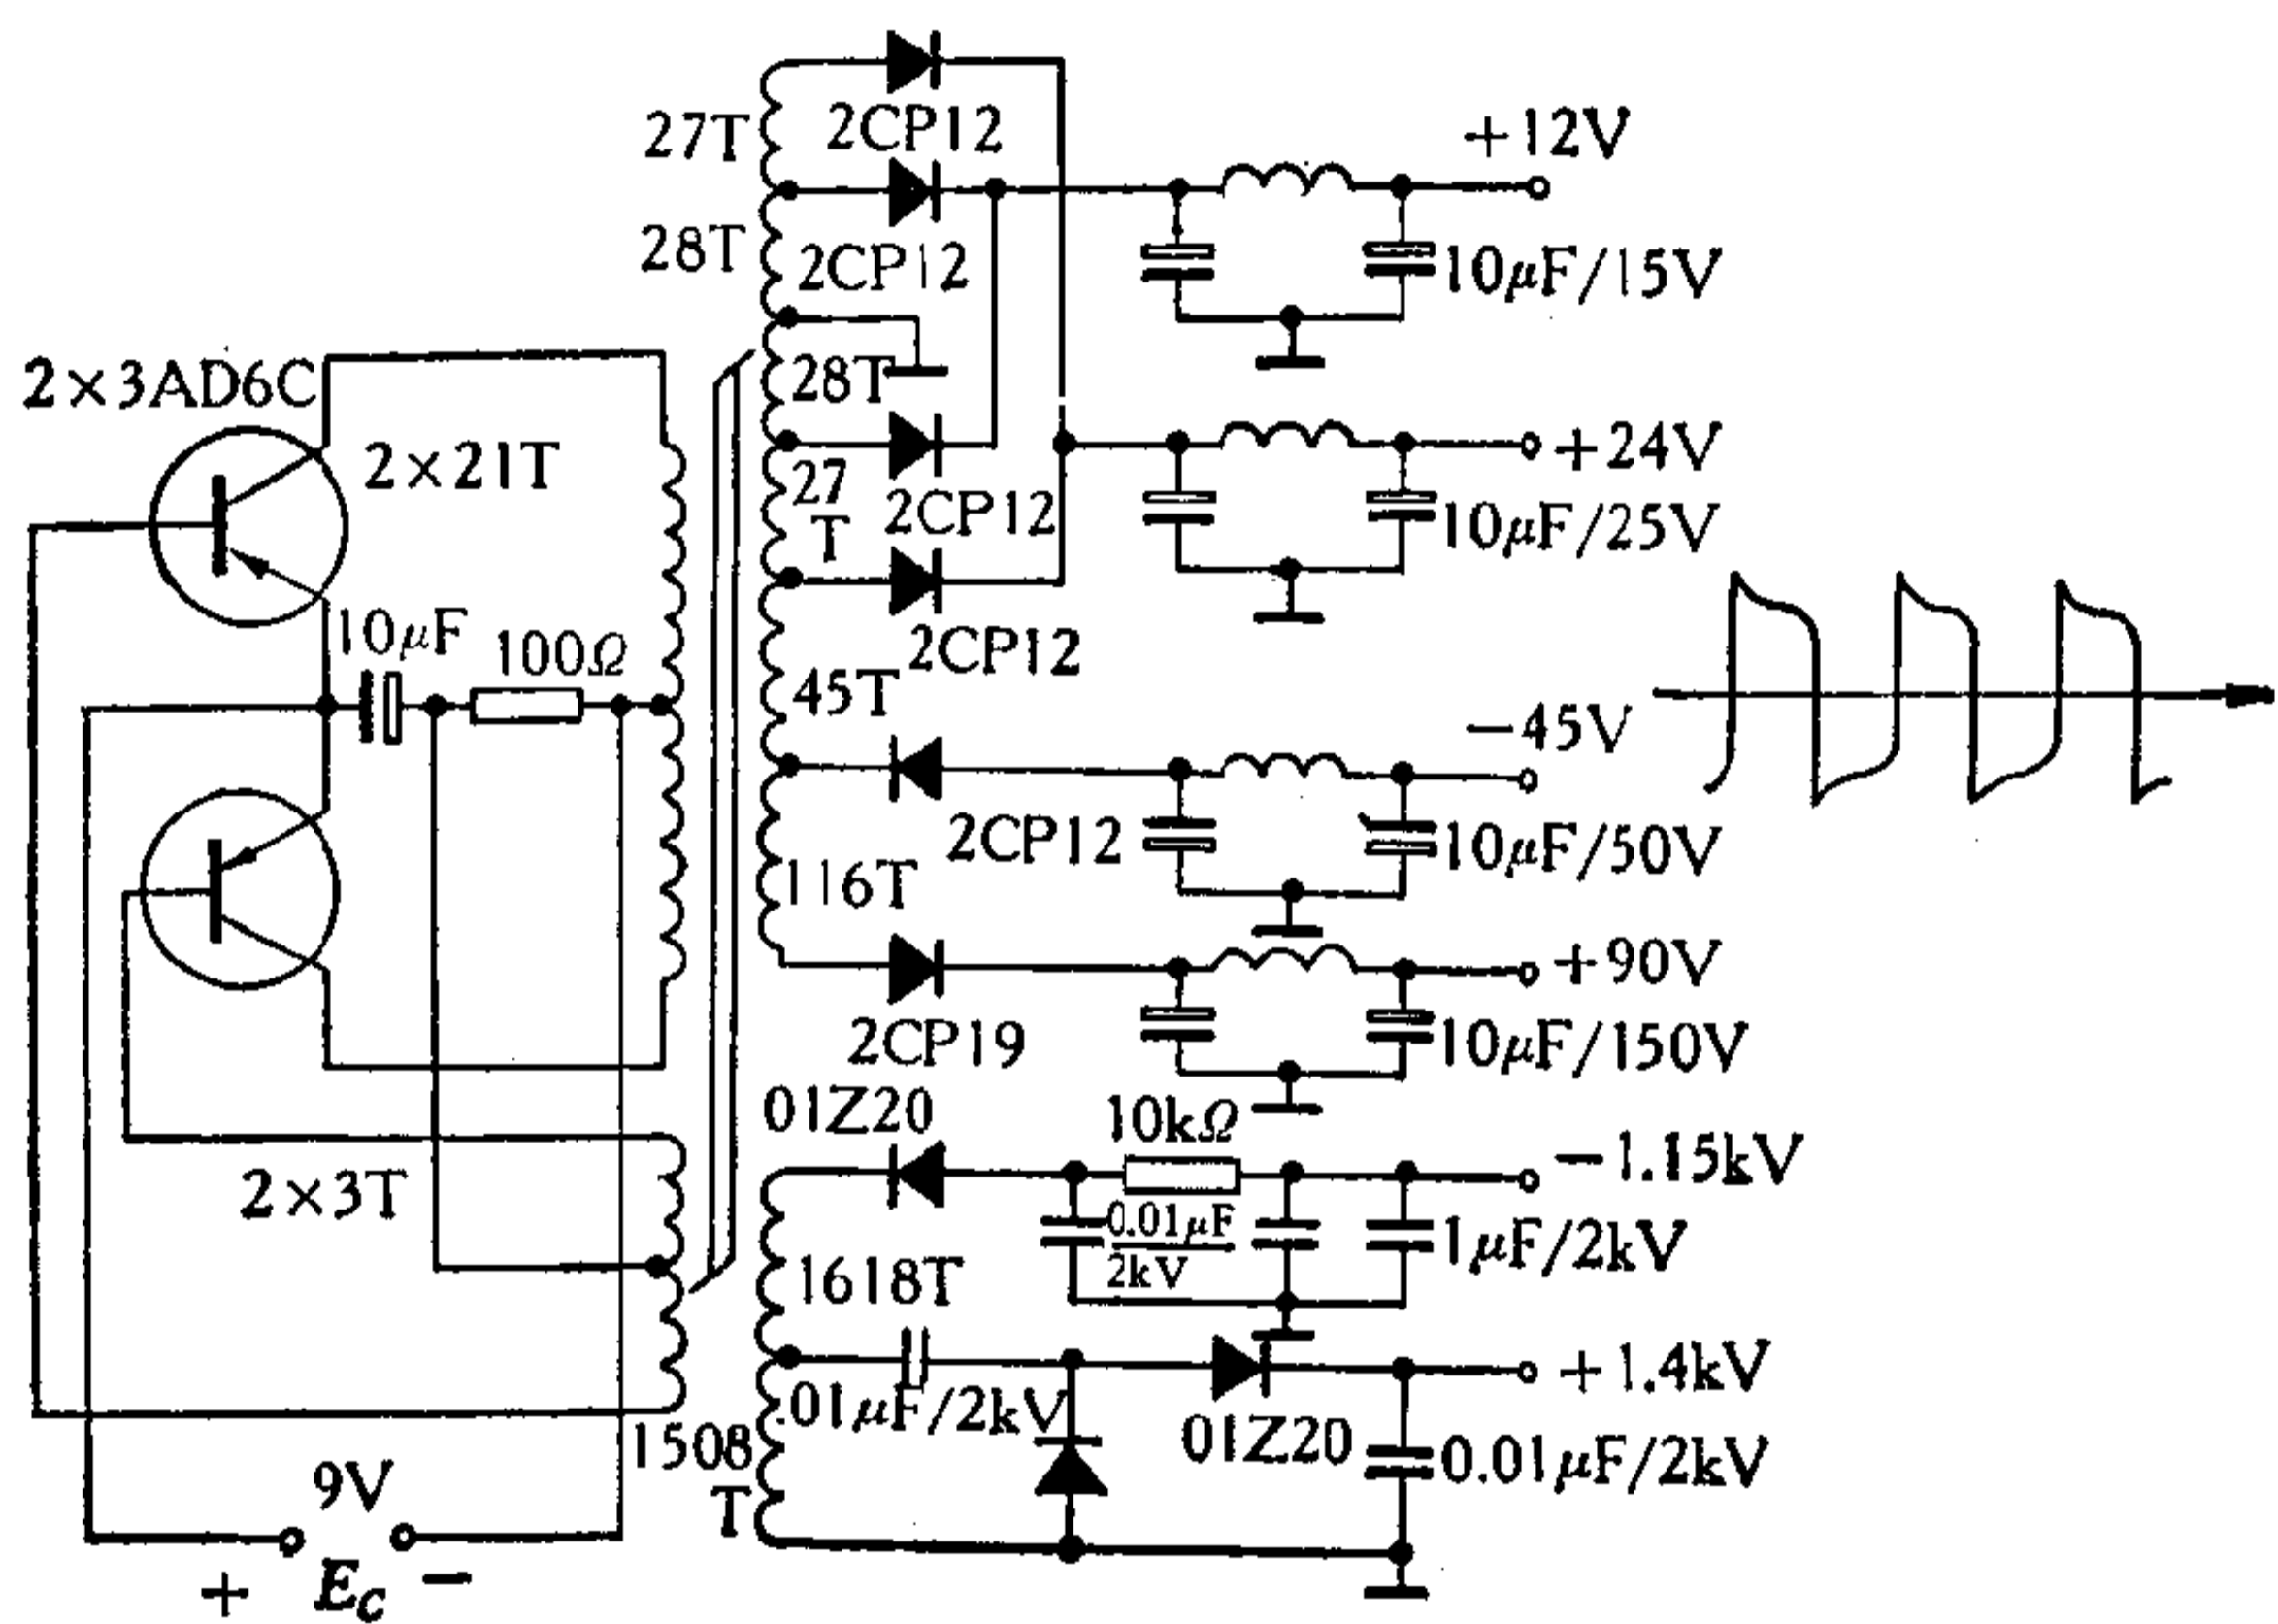 27T
2CP12
+12V
28T
2CP12
10μF/15V
2×3AD6C
28T
2×21T
27
T
2CP12
+24V
10μF/25V
10μF
100Ω
2CP12
45T
−45V
2CP12
10μF/50V
116T
+90V
2CP19
10μF/150V
01Z20
10kΩ
−1.15kV
2×3T
0.01μF
2kV
1μF/2kV
1618T
+1.4kV
.01μF/2kV
1508
T
01Z20
0.01μF/2kV
9V
+ Ec −